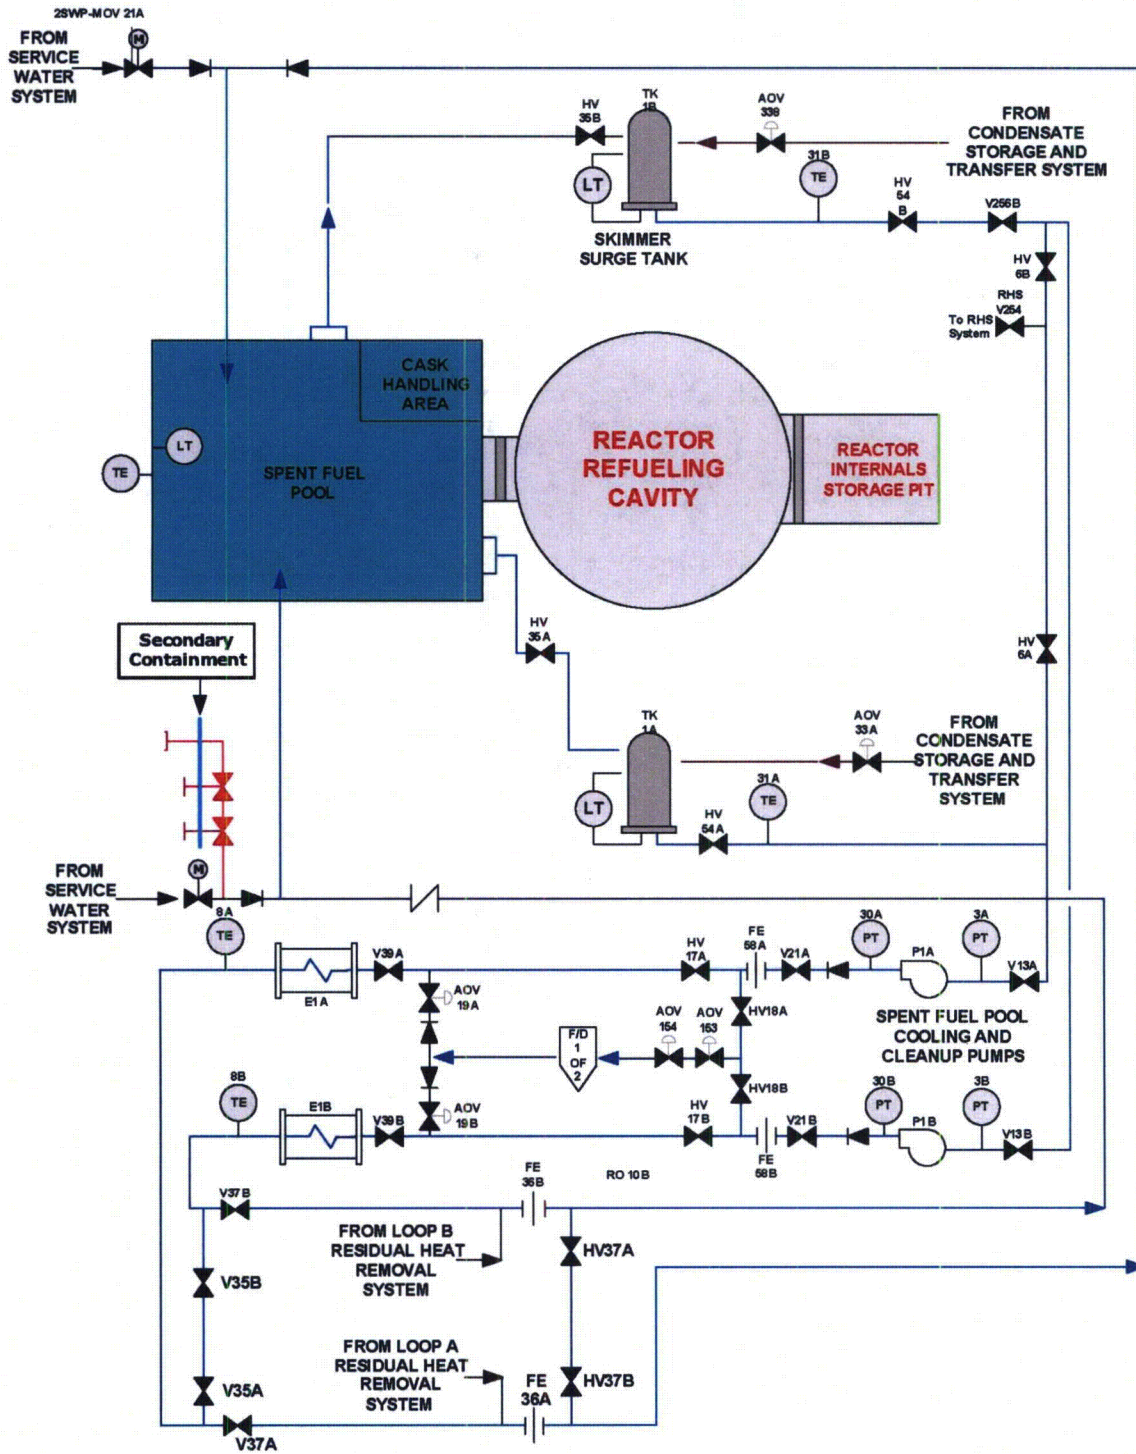 2SWP-MOV 21A
M
FROM
SERVICE
WATER
SYSTEM
HV
35B
TK
1B
AOV
33B
FROM
CONDENSATE
STORAGE AND
TRANSFER SYSTEM
LT
31B
TE
HV
54
B
V256B
SKIMMER
SURGE TANK
HV
6B
RHS
V254
To RHS
System
CASK
HANDLING
AREA
LT
TE
SPENT FUEL
POOL
REACTOR
REFUELING
CAVITY
REACTOR
INTERNALS
STORAGE PIT
Secondary
Containment
HV
35A
HV
6A
TK
1A
AOV
33A
FROM
CONDENSATE
STORAGE AND
TRANSFER
SYSTEM
LT
31A
TE
HV
54A
M
FROM
SERVICE
WATER
SYSTEM
8A
TE
E1A
V39A
HV
17A
FE
58A
V21A
30A
PT
P1A
3A
PT
V13A
AOV
19A
F/D
1
OF
2
AOV
154
AOV
153
HV18A
HV18B
SPENT FUEL POOL
COOLING AND
CLEANUP PUMPS
8B
TE
E1B
V39B
AOV
19B
HV
17B
FE
58B
V21B
30B
PT
P1B
3B
PT
V13B
V37B
FE
36B
RO 10B
FROM LOOP B
RESIDUAL HEAT
REMOVAL
SYSTEM
HV37A
V35B
FROM LOOP A
RESIDUAL HEAT
REMOVAL
SYSTEM
FE
36A
HV37B
V35A
V37A